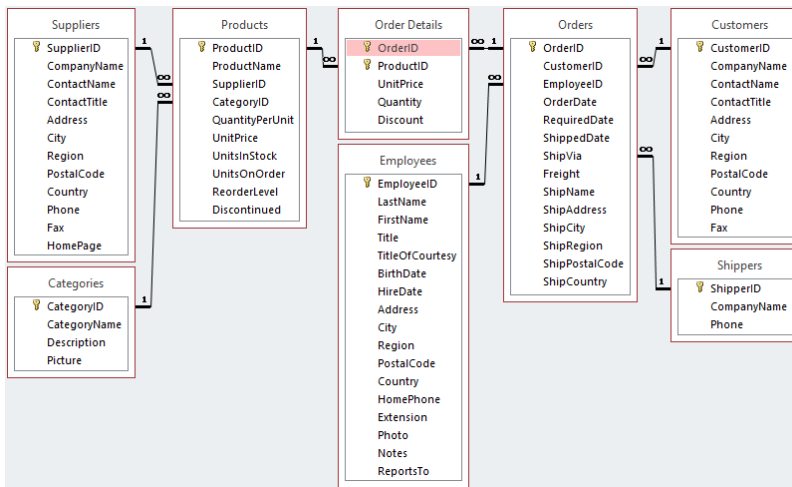 Suppliers
SupplierID
CompanyName
ContactName
ContactTitle
Address
City
Region
PostalCode
Country
Phone
Fax
HomePage
Categories
CategoryID
CategoryName
Description
Picture
Products
ProductID
ProductName
SupplierID
CategoryID
QuantityPerUnit
UnitPrice
UnitsInStock
UnitsOnOrder
ReorderLevel
Discontinued
Order Details
OrderID
ProductID
UnitPrice
Quantity
Discount
Employees
EmployeeID
LastName
FirstName
Title
TitleOfCourtesy
BirthDate
HireDate
Address
City
Region
PostalCode
Country
HomePhone
Extension
Photo
Notes
ReportsTo
Orders
OrderID
CustomerID
EmployeeID
OrderDate
RequiredDate
ShippedDate
ShipVia
Freight
ShipName
ShipAddress
ShipCity
ShipRegion
ShipPostalCode
ShipCountry
Customers
CustomerID
CompanyName
ContactName
ContactTitle
Address
City
Region
PostalCode
Country
Phone
Fax
Shippers
ShipperID
CompanyName
Phone
1
∞
1
∞
1
∞
∞
1
∞
1
∞
1
∞
1